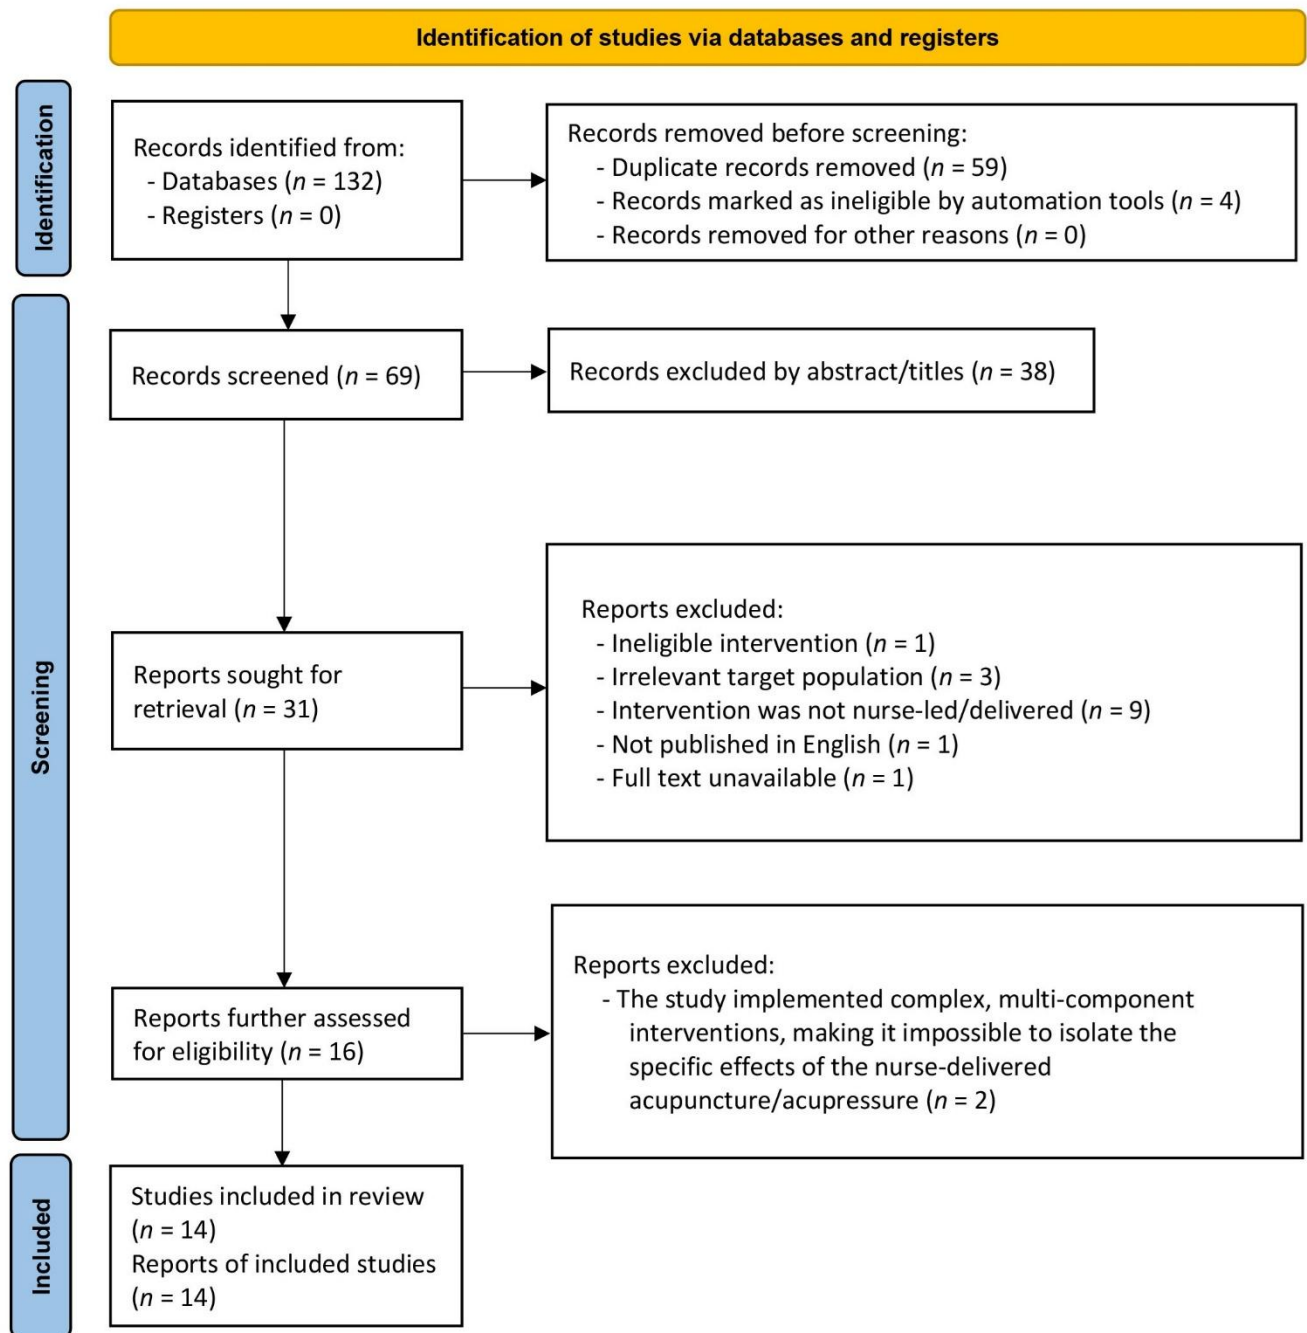 Identification of studies via databases and registers
Identification
Records identified from:
- Databases (n = 132)
- Registers (n = 0)
Records removed before screening:
- Duplicate records removed (n = 59)
- Records marked as ineligible by automation tools (n = 4)
- Records removed for other reasons (n = 0)
Screening
Records screened (n = 69)
Records excluded by abstract/titles (n = 38)
Reports sought for
retrieval (n = 31)
Reports excluded:
- Ineligible intervention (n = 1)
- Irrelevant target population (n = 3)
- Intervention was not nurse-led/delivered (n = 9)
- Not published in English (n = 1)
- Full text unavailable (n = 1)
Reports further assessed
for eligibility (n = 16)
Reports excluded:
- The study implemented complex, multi-component
interventions, making it impossible to isolate the
specific effects of the nurse-delivered
acupuncture/acupressure (n = 2)
Included
Studies included in review
(n = 14)
Reports of included studies
(n = 14)